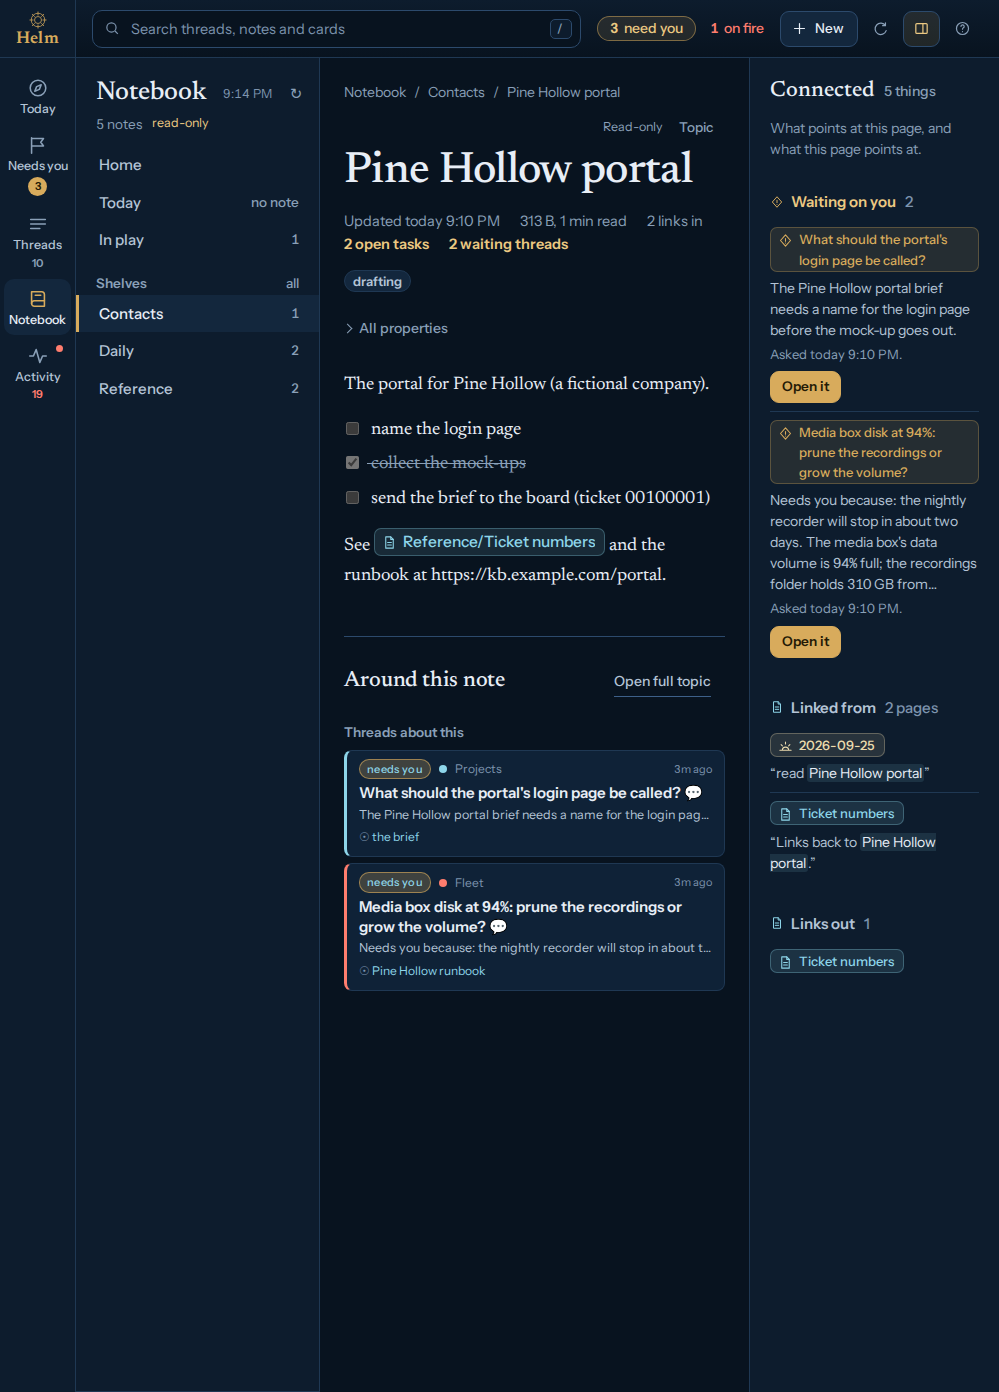 Helm
Search threads, notes and cards
/
3 need you
1 on fire
New
Today
Needs you
3
Threads
10
Notebook
Activity
19
Notebook
9:14 PM
5 notes read-only
Home
Today no note
In play 1
Shelves all
Contacts 1
Daily 2
Reference 2
Notebook / Contacts / Pine Hollow portal
Read-only Topic
Pine Hollow portal
Updated today 9:10 PM 313 B, 1 min read 2 links in
2 open tasks 2 waiting threads
drafting
All properties
The portal for Pine Hollow (a fictional company).
name the login page
collect the mock-ups
send the brief to the board (ticket 00100001)
See Reference/Ticket numbers and the
runbook at https://kb.example.com/portal.
Around this note
Open full topic
Threads about this
needs you Projects 3m ago
What should the portal's login page be called? 💬
The Pine Hollow portal brief needs a name for the login pag...
the brief
needs you Fleet 3m ago
Media box disk at 94%: prune the recordings or
grow the volume? 💬
Needs you because: the nightly recorder will stop in about t...
Pine Hollow runbook
Connected 5 things
What points at this page, and
what this page points at.
Waiting on you 2
What should the portal's
login page be called?
The Pine Hollow portal brief
needs a name for the login page
before the mock-up goes out.
Asked today 9:10 PM.
Open it
Media box disk at 94%:
prune the recordings or
grow the volume?
Needs you because: the nightly
recorder will stop in about two
days. The media box's data
volume is 94% full; the recordings
folder holds 310 GB from...
Asked today 9:10 PM.
Open it
Linked from 2 pages
2026-09-25
“read Pine Hollow portal”
Ticket numbers
“Links back to Pine Hollow
portal.”
Links out 1
Ticket numbers